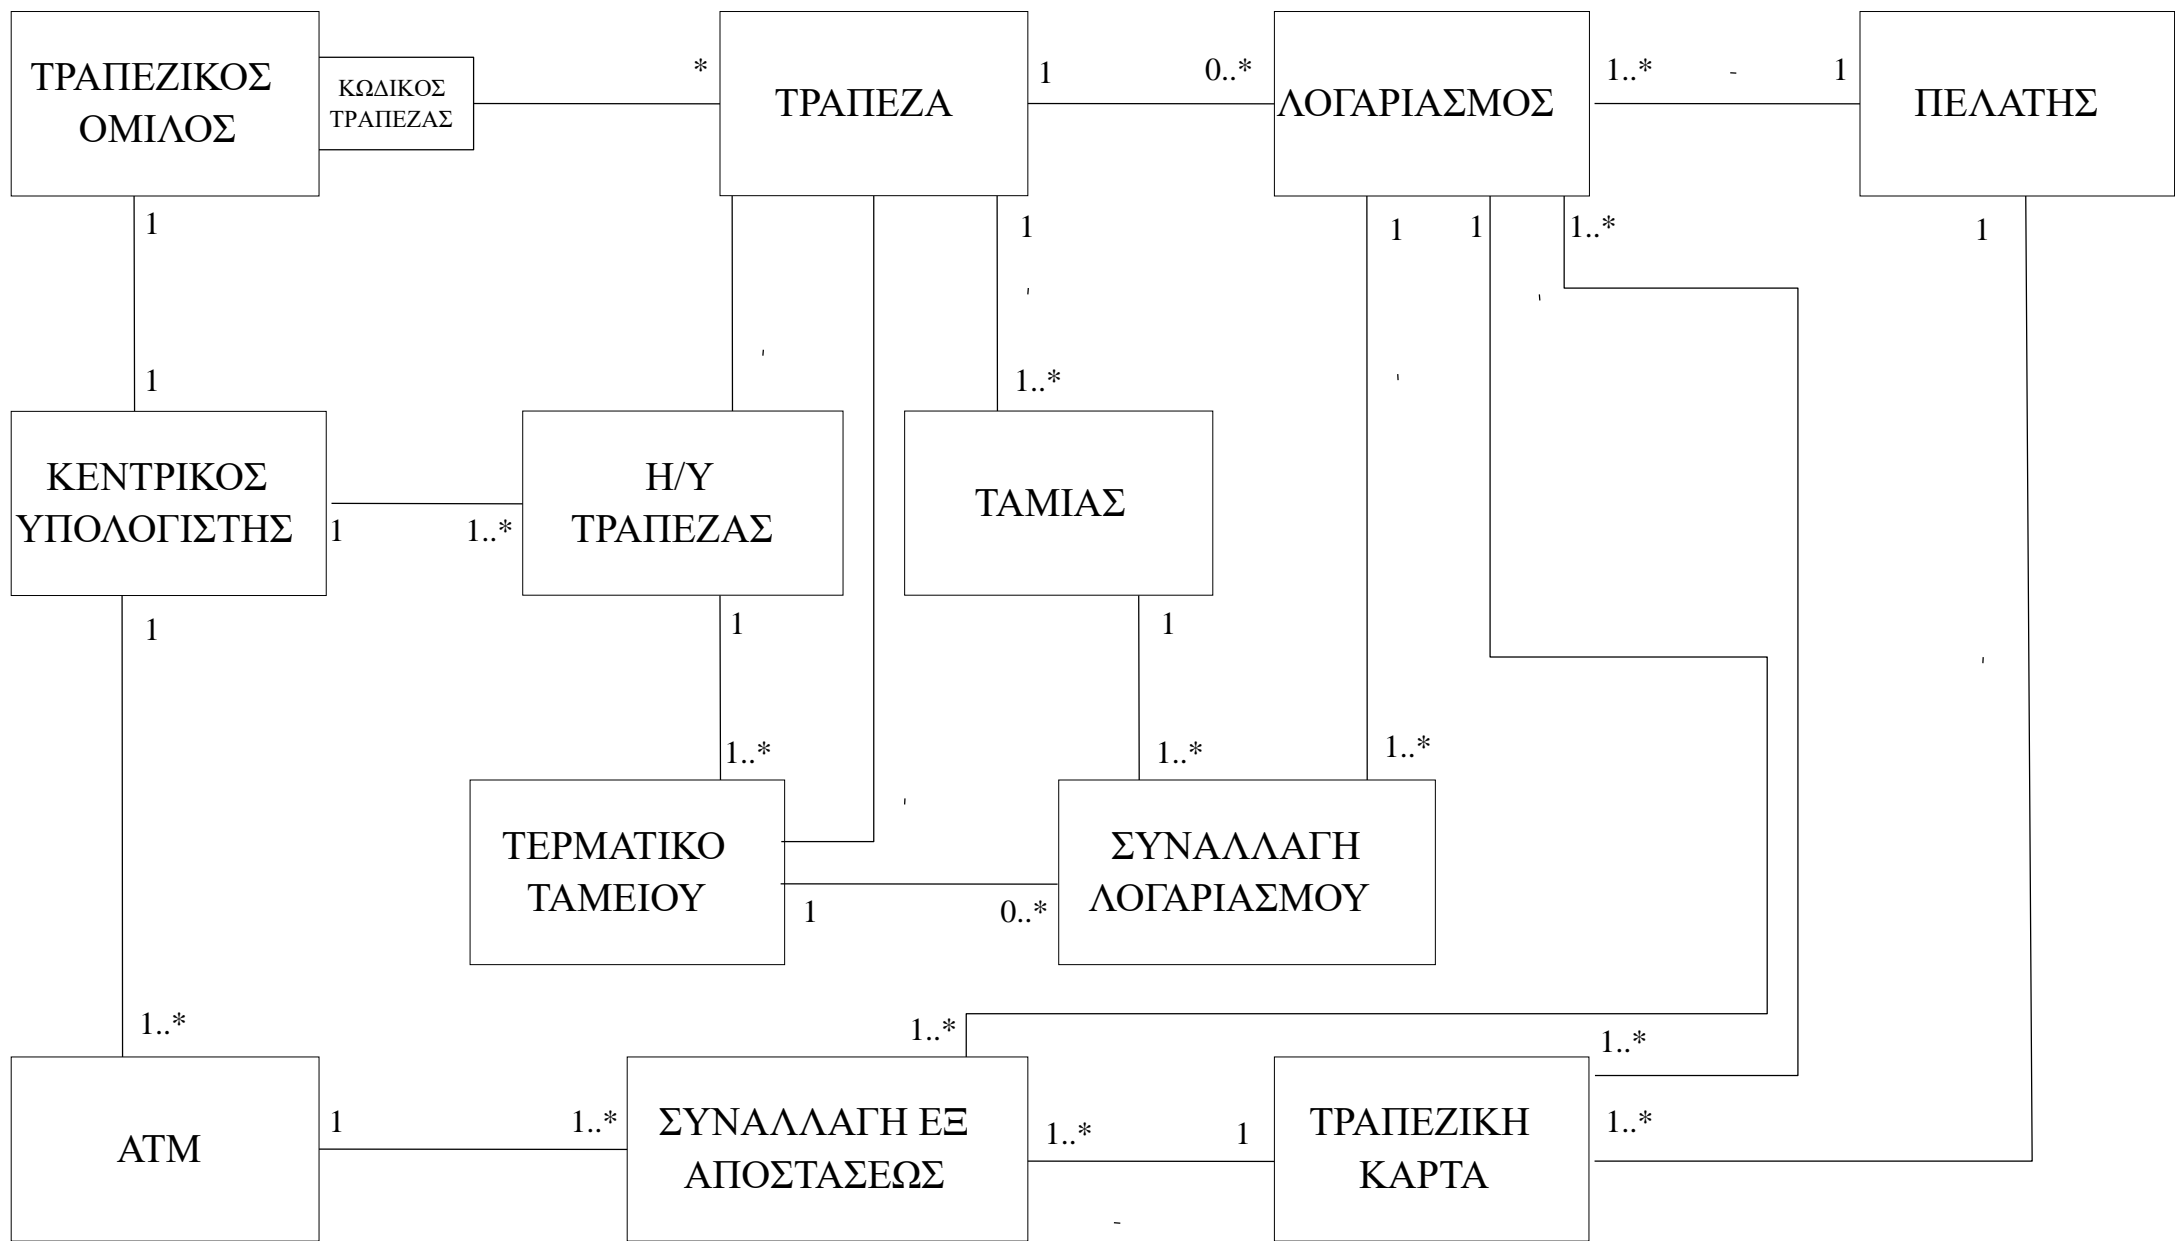 ΤΡΑΠΕΖΙΚΟΣ
ΟΜΙΛΟΣ
ΚΩΔΙΚΟΣ
ΤΡΑΠΕΖΑΣ
*
ΤΡΑΠΕΖΑ
1
0..*
ΛΟΓΑΡΙΑΣΜΟΣ
1..*
1
ΠΕΛΑΤΗΣ
1
1
1
1
1..*
1
1
1..*
ΚΕΝΤΡΙΚΟΣ
ΥΠΟΛΟΓΙΣΤΗΣ
1
1..*
Η/Υ
ΤΡΑΠΕΖΑΣ
ΤΑΜΙΑΣ
1
1
1
1..*
1..*
1..*
ΤΕΡΜΑΤΙΚΟ
ΤΑΜΕΙΟΥ
1
0..*
ΣΥΝΑΛΛΑΓΗ
ΛΟΓΑΡΙΑΣΜΟΥ
1..*
1..*
1..*
ΑΤΜ
1
1..*
ΣΥΝΑΛΛΑΓΗ ΕΞ
ΑΠΟΣΤΑΣΕΩΣ
1..*
1
ΤΡΑΠΕΖΙΚΗ
ΚΑΡΤΑ
1..*